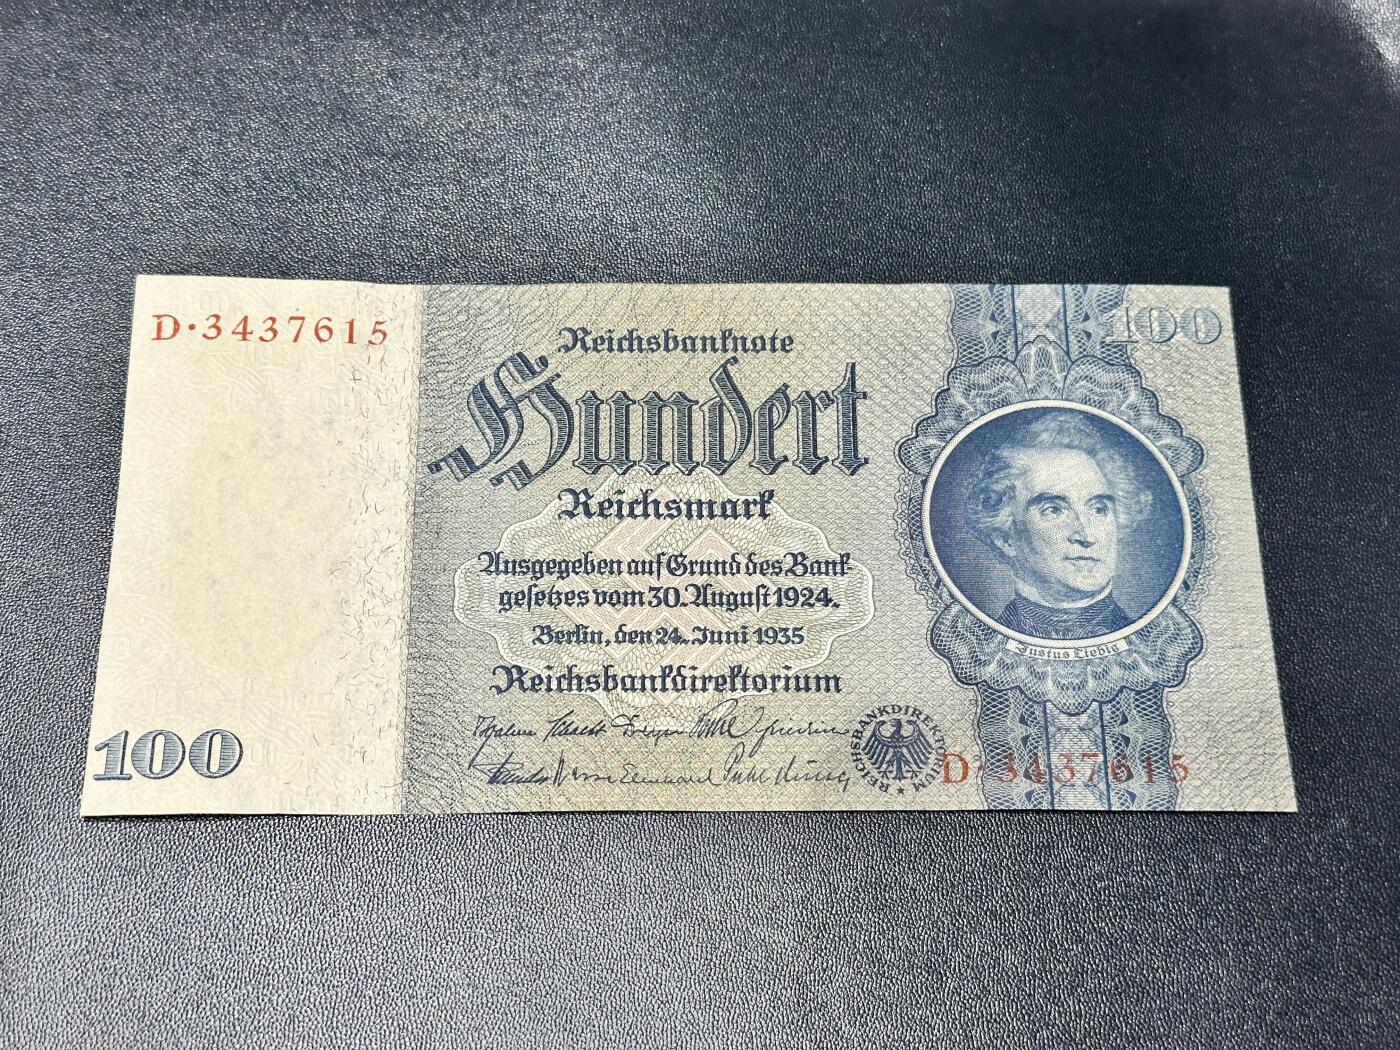 D·3437615
100
Reichsbanknote
Hundert
Reichsmark
Ausgegeben auf Grund des Bank-
gesetzes vom 30. August 1924.
Berlin, den 24. Juni 1935
Reichsbankdirektorium
Justus Liebig
REICHSBANKDIREKTORIUM
D·3437615
100